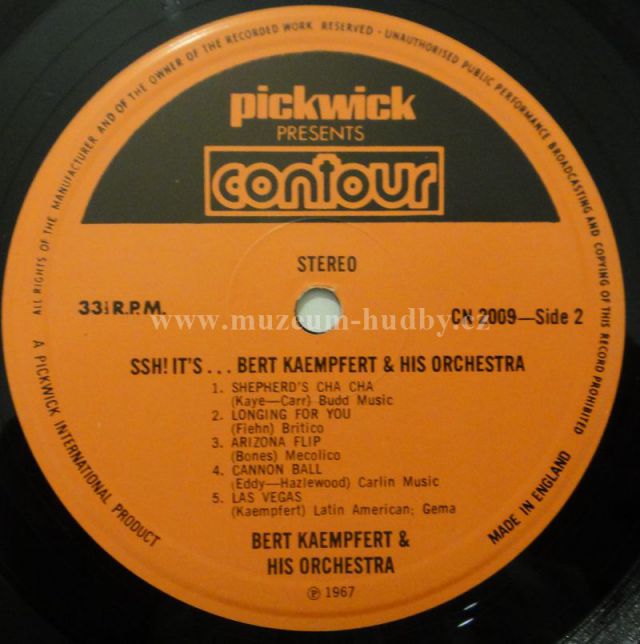 ALL RIGHTS OF THE MANUFACTURER AND OF THE OWNER OF THE RECORDED WORK RESERVED · UNAUTHORISED PUBLIC PERFORMANCE BROADCASTING AND COPYING OF THIS RECORD PROHIBITED
pickwick
PRESENTS
contour
STEREO
33⅓ R.P.M.
CN 2009—Side 2
www.muzeum-hudby.cz
SSH! IT'S ... BERT KAEMPFERT & HIS ORCHESTRA
1. SHEPHERD'S CHA CHA
(Kaye—Carr) Budd Music
2. LONGING FOR YOU
(Fiehn) Britico
3. ARIZONA FLIP
(Bones) Mecolico
4. CANNON BALL
(Eddy—Hazlewood) Carlin Music
5. LAS VEGAS
(Kaempfert) Latin American; Gema
BERT KAEMPFERT &
HIS ORCHESTRA
℗ 1967
A PICKWICK INTERNATIONAL PRODUCT
MADE IN ENGLAND